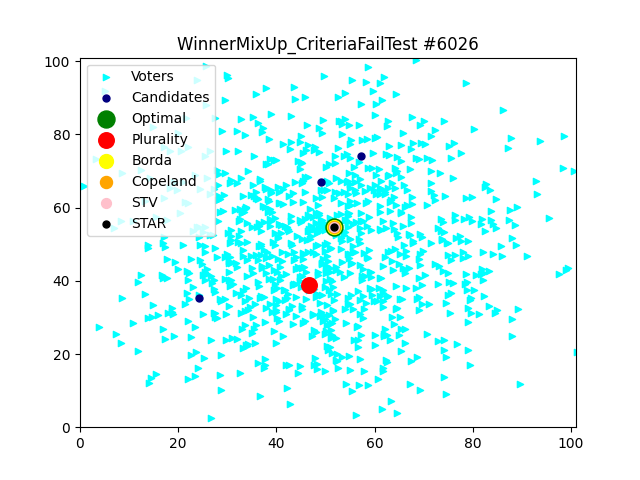 WinnerMixUp_CriteriaFailTest #6026
Voters
Candidates
Optimal
Plurality
Borda
Copeland
STV
STAR
100
80
60
40
20
0
0 20 40 60 80 100